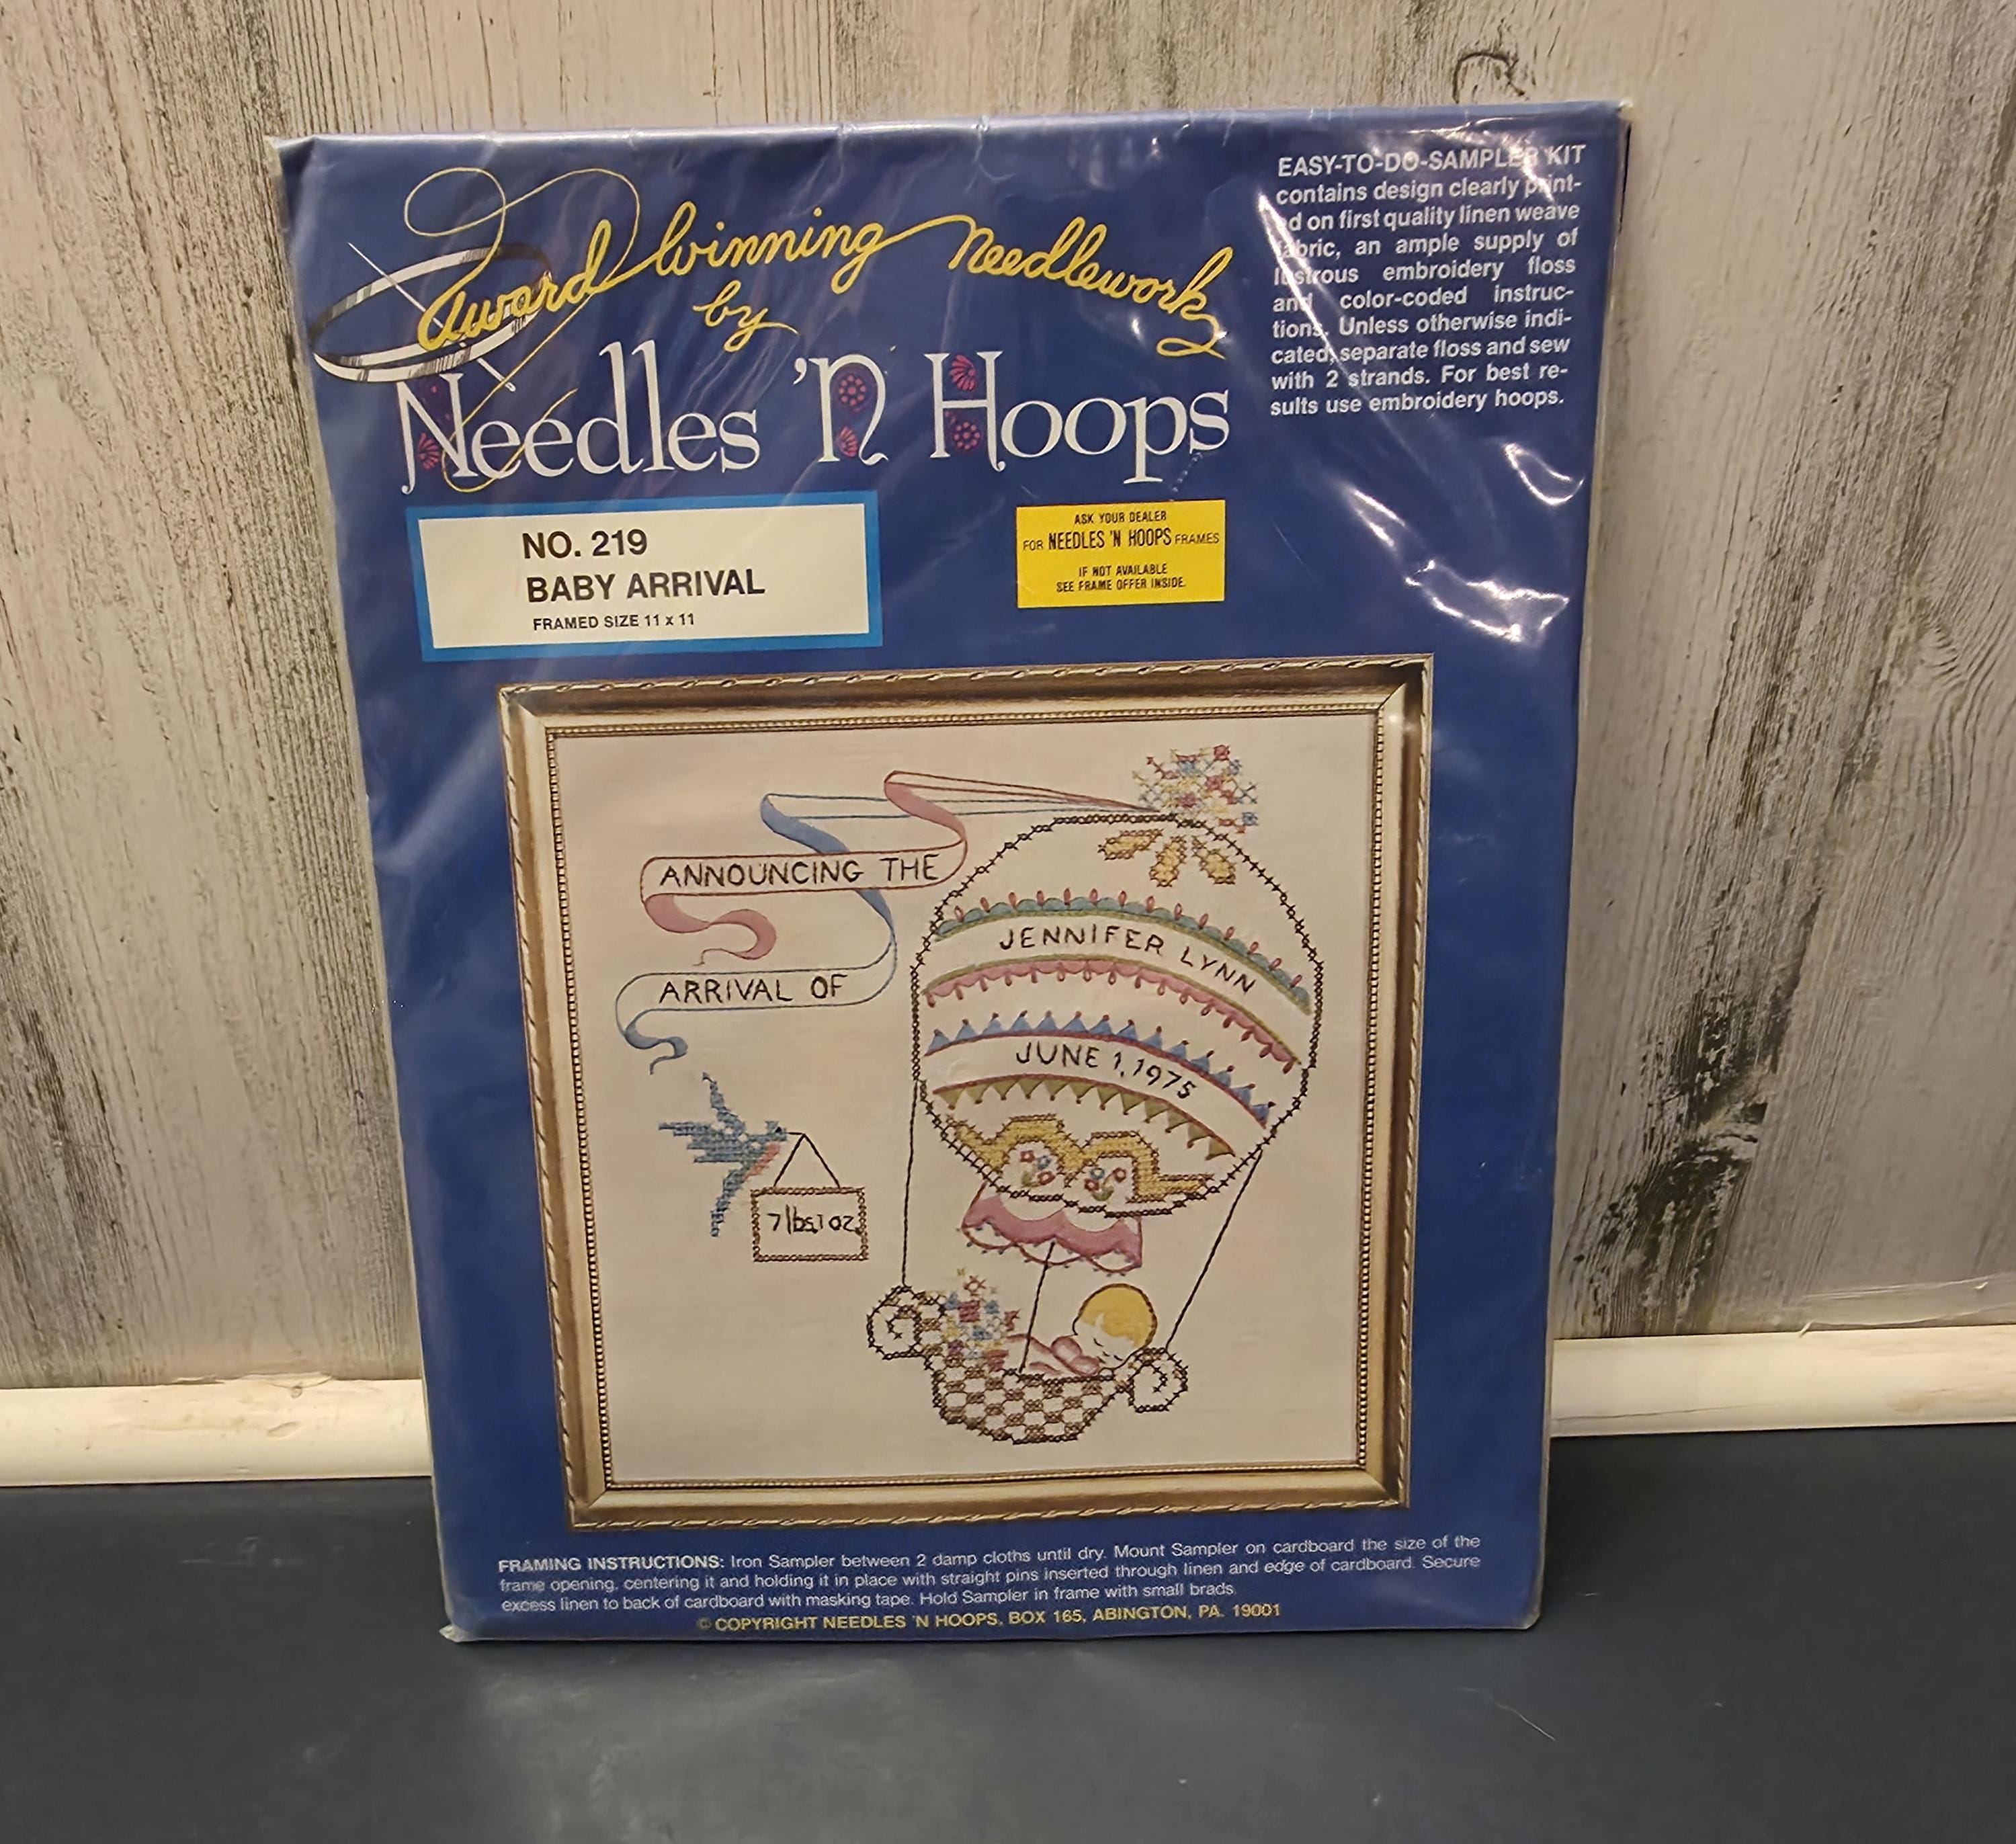 Award Winning Needlework
by
Needles 'N Hoops
EASY-TO-DO-SAMPLER KIT
contains design clearly print-
d on first quality linen weave
fabric, an ample supply of
lustrous embroidery floss
and color-coded instruc-
tions. Unless otherwise indi-
cated, separate floss and sew
with 2 strands. For best re-
sults use embroidery hoops.
NO. 219
BABY ARRIVAL
FRAMED SIZE 11 x 11
ASK YOUR DEALER
FOR NEEDLES 'N HOOPS FRAMES
IF NOT AVAILABLE
SEE FRAME OFFER INSIDE.
ANNOUNCING THE
ARRIVAL OF
JENNIFER LYNN
JUNE 1, 1975
7 lbs, 1 oz.
FRAMING INSTRUCTIONS: Iron Sampler between 2 damp cloths until dry. Mount Sampler on cardboard the size of the
frame opening, centering it and holding it in place with straight pins inserted through linen and edge of cardboard. Secure
excess linen to back of cardboard with masking tape. Hold Sampler in frame with small brads.
© COPYRIGHT NEEDLES 'N HOOPS, BOX 165, ABINGTON, PA. 19001